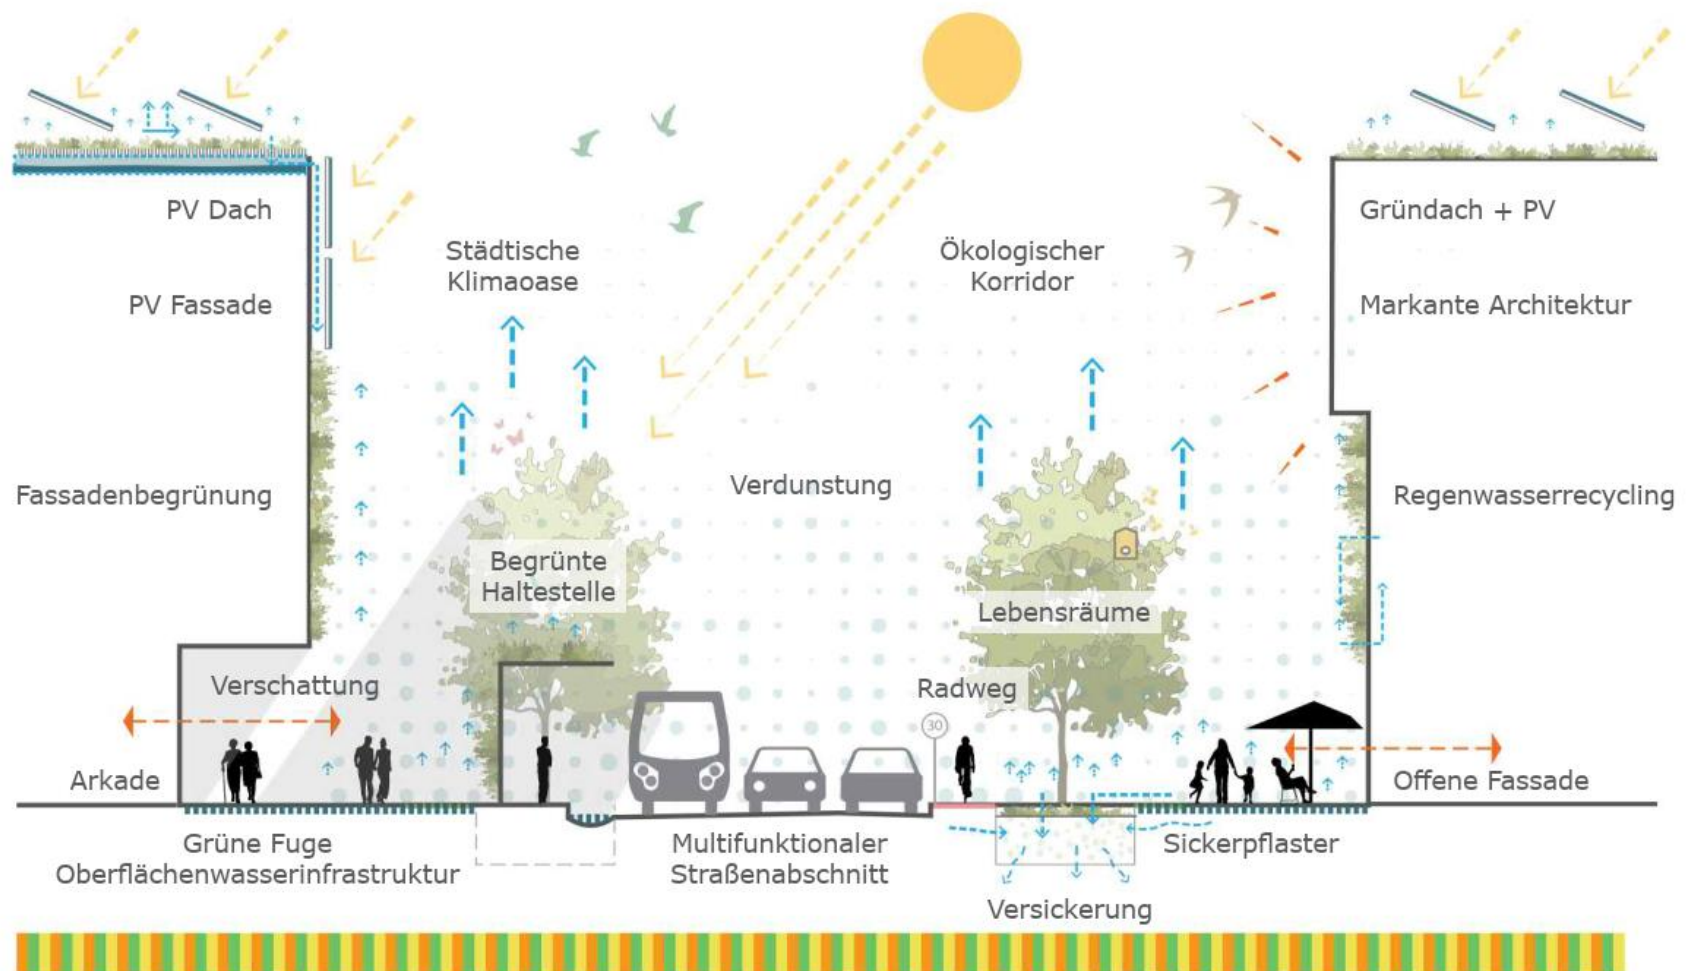 PV Dach
Gründach + PV
Städtische
Klimaoase
Ökologischer
Korridor
PV Fassade
Markante Architektur
Verdunstung
Fassadenbegrünung
Regenwasserrecycling
Begrünte
Haltestelle
Lebensräume
Verschattung
Radweg
30
Arkade
Offene Fassade
Grüne Fuge
Oberflächenwasserinfrastruktur
Multifunktionaler
Straßenabschnitt
Sickerpflaster
Versickerung